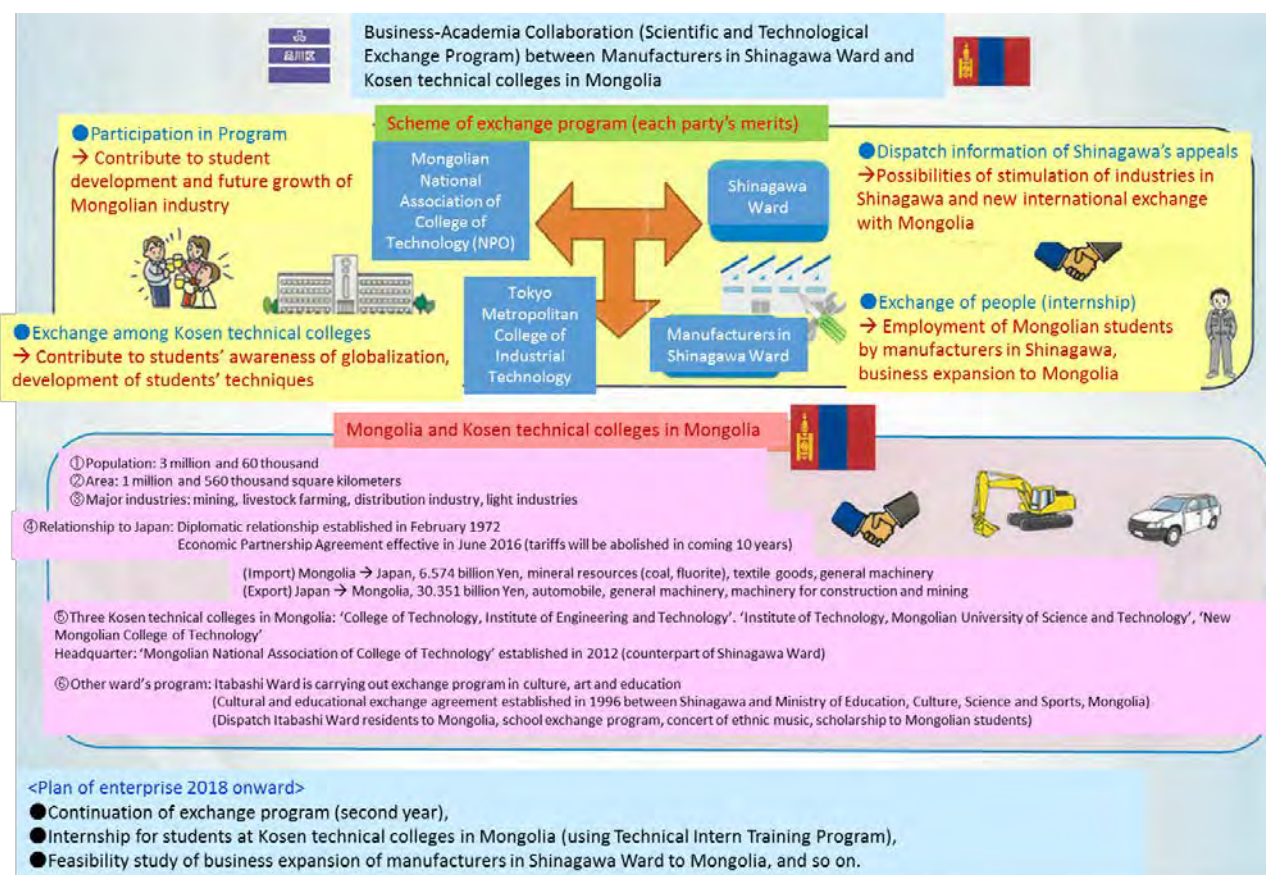 品川区
Business-Academia Collaboration (Scientific and Technological
Exchange Program) between Manufacturers in Shinagawa Ward and
Kosen technical colleges in Mongolia
Scheme of exchange program (each party's merits)
●Participation in Program
→ Contribute to student
development and future growth of
Mongolian industry
Mongolian
National
Association of
College of
Technology (NPO)
Shinagawa
Ward
●Dispatch information of Shinagawa's appeals
→Possibilities of stimulation of industries in
Shinagawa and new international exchange
with Mongolia
●Exchange among Kosen technical colleges
→ Contribute to students' awareness of globalization,
development of students' techniques
Tokyo
Metropolitan
College of
Industrial
Technology
Manufacturers in
Shinagawa Ward
●Exchange of people (internship)
→ Employment of Mongolian students
by manufacturers in Shinagawa,
business expansion to Mongolia
Mongolia and Kosen technical colleges in Mongolia
①Population: 3 million and 60 thousand
②Area: 1 million and 560 thousand square kilometers
③Major industries: mining, livestock farming, distribution industry, light industries
④Relationship to Japan: Diplomatic relationship established in February 1972
Economic Partnership Agreement effective in June 2016 (tariffs will be abolished in coming 10 years)
(Import) Mongolia → Japan, 6.574 billion Yen, mineral resources (coal, fluorite), textile goods, general machinery
(Export) Japan → Mongolia, 30.351 billion Yen, automobile, general machinery, machinery for construction and mining
⑤Three Kosen technical colleges in Mongolia: 'College of Technology, Institute of Engineering and Technology'. 'Institute of Technology, Mongolian University of Science and Technology', 'New
Mongolian College of Technology'
Headquarter: 'Mongolian National Association of College of Technology' established in 2012 (counterpart of Shinagawa Ward)
⑥Other ward's program: Itabashi Ward is carrying out exchange program in culture, art and education
(Cultural and educational exchange agreement established in 1996 between Shinagawa and Ministry of Education, Culture, Science and Sports, Mongolia)
(Dispatch Itabashi Ward residents to Mongolia, school exchange program, concert of ethnic music, scholarship to Mongolian students)
<Plan of enterprise 2018 onward>
●Continuation of exchange program (second year),
●Internship for students at Kosen technical colleges in Mongolia (using Technical Intern Training Program),
●Feasibility study of business expansion of manufacturers in Shinagawa Ward to Mongolia, and so on.